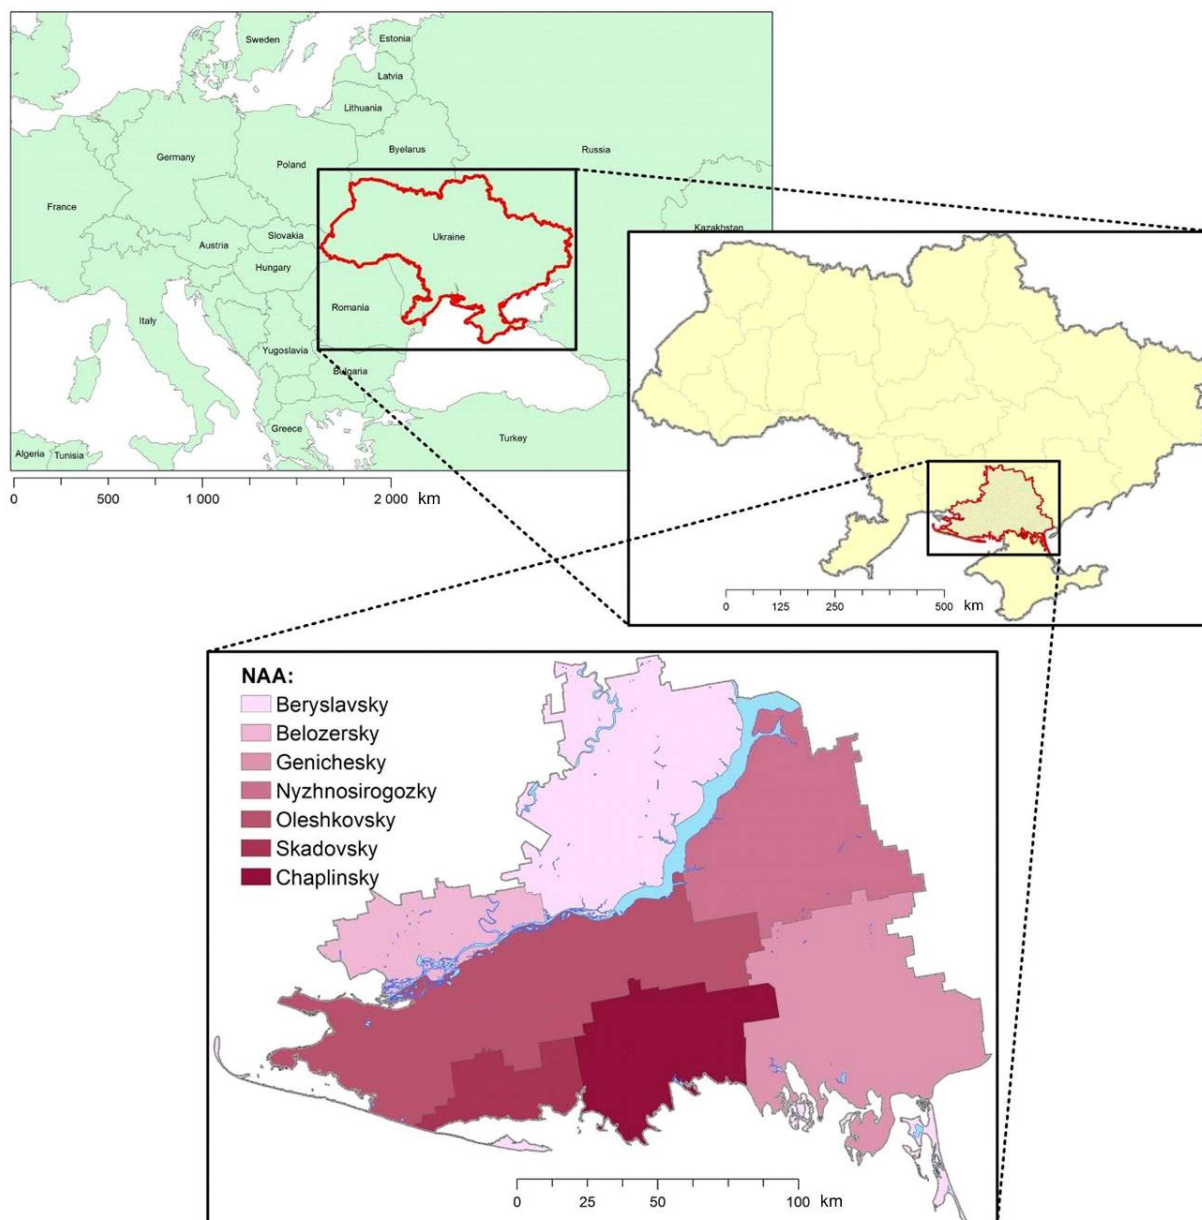 Sweden
Estonia
Latvia
Lithuania
Byelarus
Russia
Germany
Poland
France
Kazakhstan
Ukraine
Slovakia
Austria
Hungary
Romania
Italy
Yugoslavia
Bulgaria
Greece
Turkey
Algeria Tunisia
0 500 1 000 2 000 km
0 125 250 500 km
NAA:
Beryslavsky
Belozersky
Genichesky
Nyzhnosirogozky
Oleshkovsky
Skadovsky
Chaplinsky
0 25 50 100 km